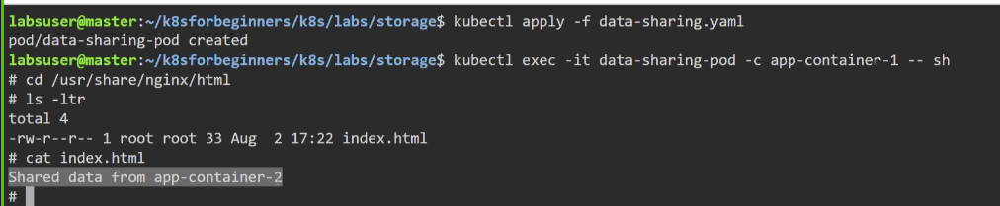 labsuser@master:~/k8sforbeginners/k8s/labs/storage$ kubectl apply -f data-sharing.yaml
pod/data-sharing-pod created
labsuser@master:~/k8sforbeginners/k8s/labs/storage$ kubectl exec -it data-sharing-pod -c app-container-1 -- sh
# cd /usr/share/nginx/html
# ls -ltr
total 4
-rw-r--r-- 1 root root 33 Aug  2 17:22 index.html
# cat index.html
Shared data from app-container-2
#